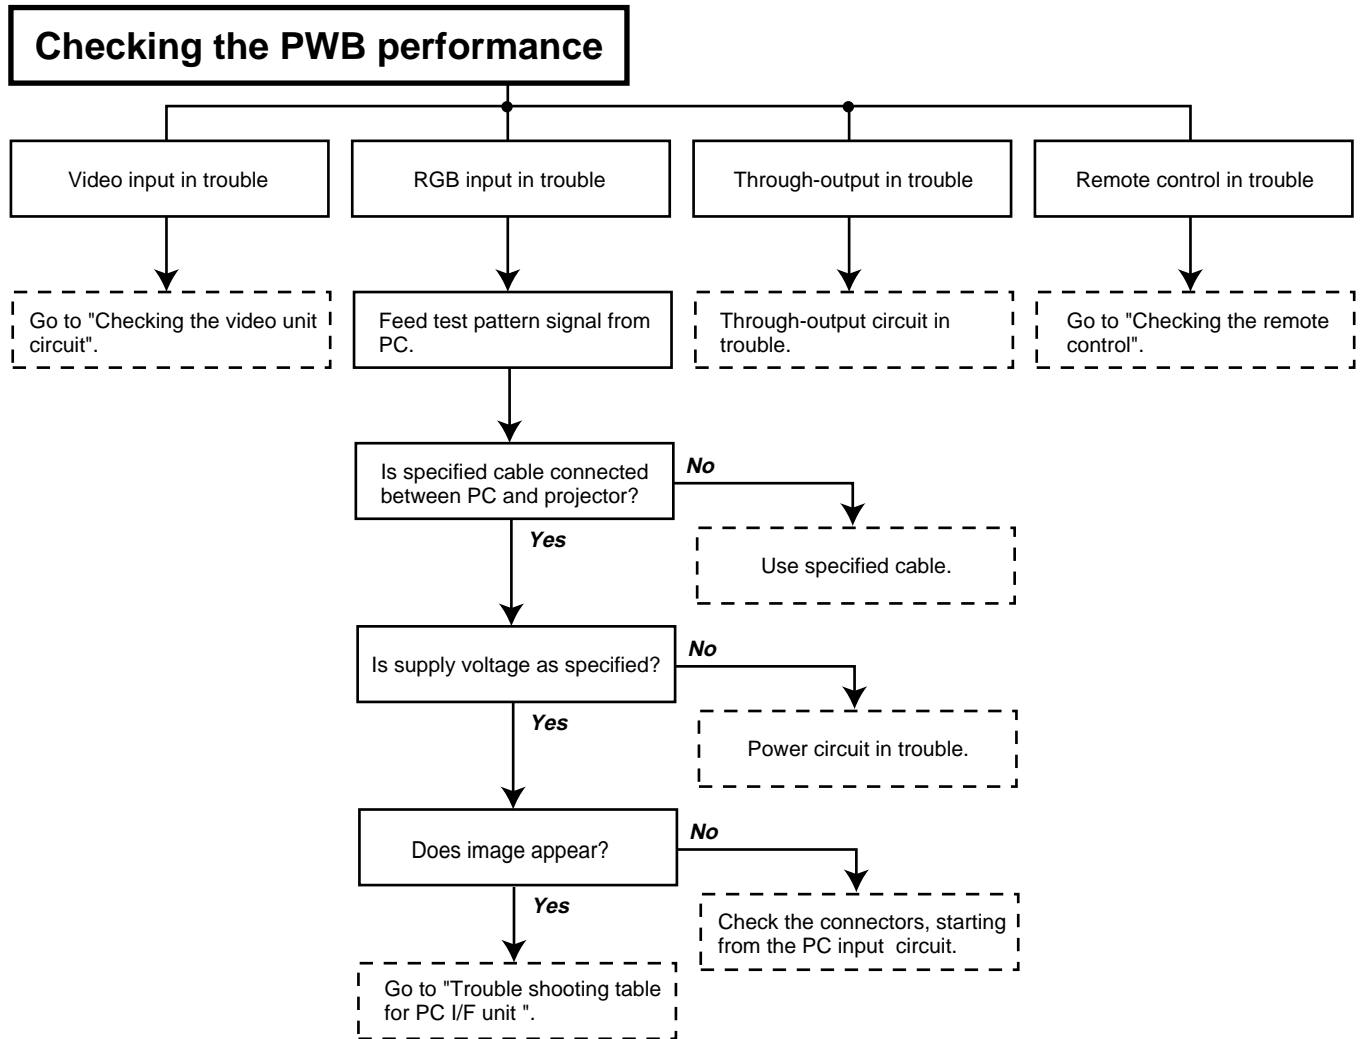 Checking the PWB performance
Video input in trouble
RGB input in trouble
Through-output in trouble
Remote control in trouble
Go to "Checking the video unit
circuit".
Feed test pattern signal from
PC.
Through-output circuit in
trouble.
Go to "Checking the remote
control".
Is specified cable connected
between PC and projector?
No
Yes
Use specified cable.
Is supply voltage as specified?
No
Yes
Power circuit in trouble.
Does image appear?
No
Yes
Check the connectors, starting
from the PC input  circuit.
Go to "Trouble shooting table
for PC I/F unit ".